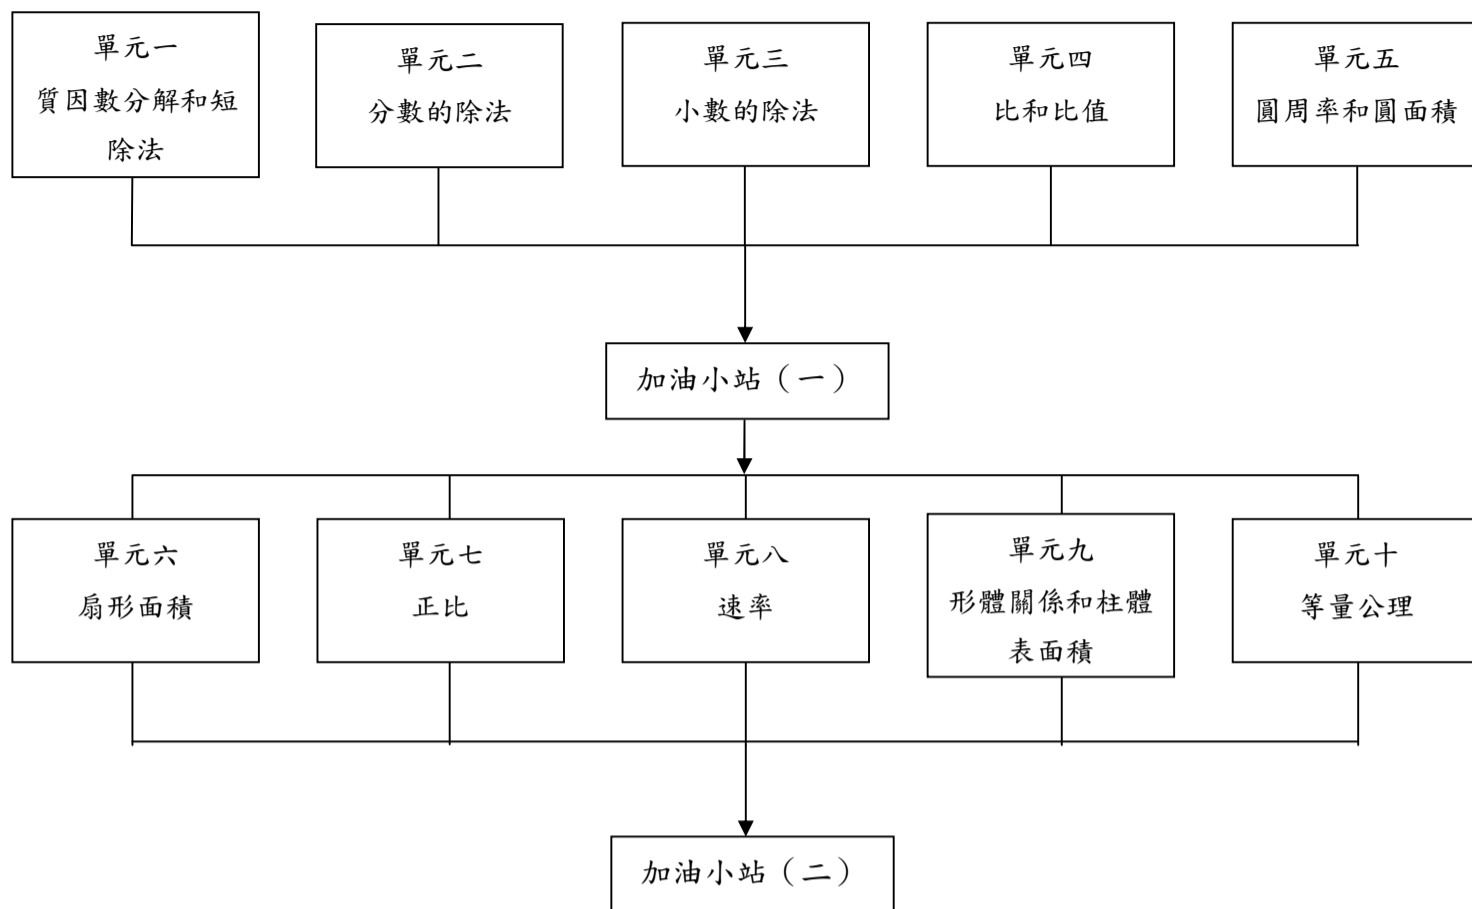 單元一
質因數分解和短
除法
單元二
分數的除法
單元三
小數的除法
單元四
比和比值
單元五
圓周率和圓面積
加油小站（一）
單元六
扇形面積
單元七
正比
單元八
速率
單元九
形體關係和柱體
表面積
單元十
等量公理
加油小站（二）